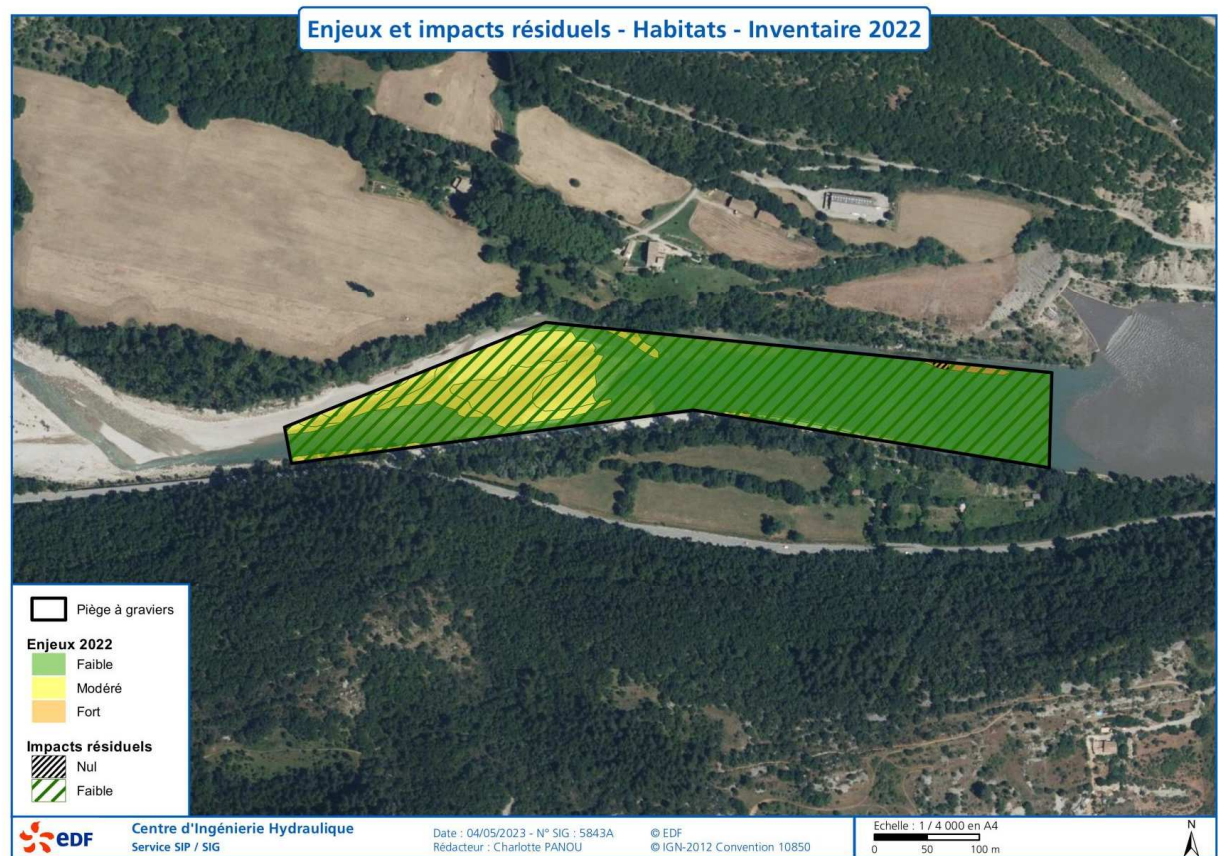 Enjeux et impacts résiduels - Habitats - Inventaire 2022
Piège à graviers
Enjeux 2022
Faible
Modéré
Fort
Impacts résiduels
Nul
Faible
edf
Centre d'Ingénierie Hydraulique
Service SIP / SIG
Date : 04/05/2023 - N° SIG : 5843A
Rédacteur : Charlotte PANOU
© EDF
© IGN-2012 Convention 10850
Echelle : 1 / 4 000 en A4
0 50 100 m
N